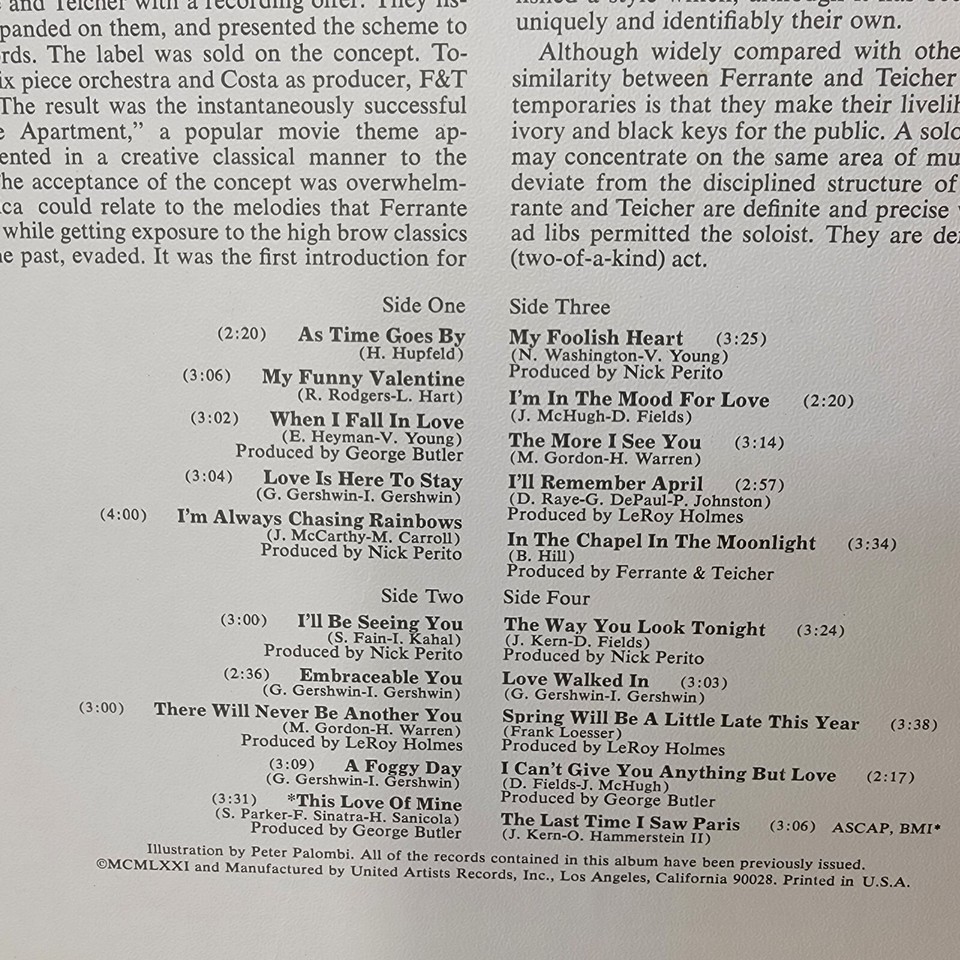 and Teicher with a recording offer. They lis-
panded on them, and presented the scheme to
rds. The label was sold on the concept. To-
ix piece orchestra and Costa as producer, F&T
The result was the instantaneously successful
e Apartment,” a popular movie theme ap-
ented in a creative classical manner to the
he acceptance of the concept was overwhelm-
ca could relate to the melodies that Ferrante
while getting exposure to the high brow classics
e past, evaded. It was the first introduction for
uniquely and identifiably their own.
Although widely compared with othe
similarity between Ferrante and Teicher
temporaries is that they make their livelih
ivory and black keys for the public. A solo
may concentrate on the same area of mu
deviate from the disciplined structure of
rante and Teicher are definite and precise
ad libs permitted the soloist. They are de
(two-of-a-kind) act.
Side One
(2:20) As Time Goes By
(H. Hupfeld)
(3:06) My Funny Valentine
(R. Rodgers-L. Hart)
(3:02) When I Fall In Love
(E. Heyman-V. Young)
Produced by George Butler
(3:04) Love Is Here To Stay
(G. Gershwin-I. Gershwin)
(4:00) I'm Always Chasing Rainbows
(J. McCarthy-M. Carroll)
Produced by Nick Perito
Side Two
(3:00) I'll Be Seeing You
(S. Fain-I. Kahal)
Produced by Nick Perito
(2:36) Embraceable You
(G. Gershwin-I. Gershwin)
(3:00) There Will Never Be Another You
(M. Gordon-H. Warren)
Produced by LeRoy Holmes
(3:09) A Foggy Day
(G. Gershwin-I. Gershwin)
(3:31) *This Love Of Mine
(S. Parker-F. Sinatra-H. Sanicola)
Produced by George Butler
Side Three
My Foolish Heart (3:25)
(N. Washington-V. Young)
Produced by Nick Perito
I'm In The Mood For Love (2:20)
(J. McHugh-D. Fields)
The More I See You (3:14)
(M. Gordon-H. Warren)
I'll Remember April (2:57)
(D. Raye-G. DePaul-P. Johnston)
Produced by LeRoy Holmes
In The Chapel In The Moonlight (3:34)
(B. Hill)
Produced by Ferrante & Teicher
Side Four
The Way You Look Tonight (3:24)
(J. Kern-D. Fields)
Produced by Nick Perito
Love Walked In (3:03)
(G. Gershwin-I. Gershwin)
Spring Will Be A Little Late This Year (3:38)
(Frank Loesser)
Produced by LeRoy Holmes
I Can't Give You Anything But Love (2:17)
(D. Fields-J. McHugh)
Produced by George Butler
The Last Time I Saw Paris (3:06) ASCAP, BMI*
(J. Kern-O. Hammerstein II)
Illustration by Peter Palombi. All of the records contained in this album have been previously issued.
©MCMLXXI and Manufactured by United Artists Records, Inc., Los Angeles, California 90028. Printed in U.S.A.